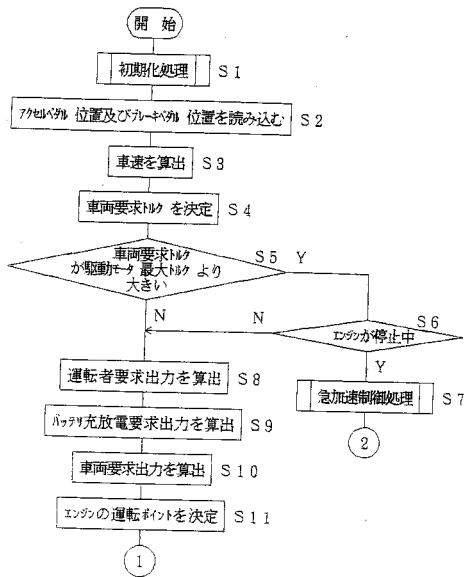 開 始
初期化処理 S1
アクセルペダル 位置及びブレーキペダル 位置を読み込む S2
車速を算出 S3
車両要求トルク を決定 S4
車両要求トルク
が駆動モータ 最大トルク より
大きい
S5 Y
N
N
S6
エンジンが停止中
Y
運転者要求出力を算出 S8
急加速制御処理 S7
バッテリ充放電要求出力を算出 S9
2
車両要求出力を算出 S10
エンジンの運転ポイントを決定 S11
1